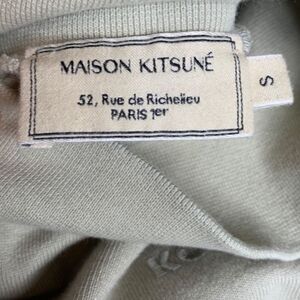 MAISON KITSUNÉ
52, Rue de Richelieu
PARIS 1er
S